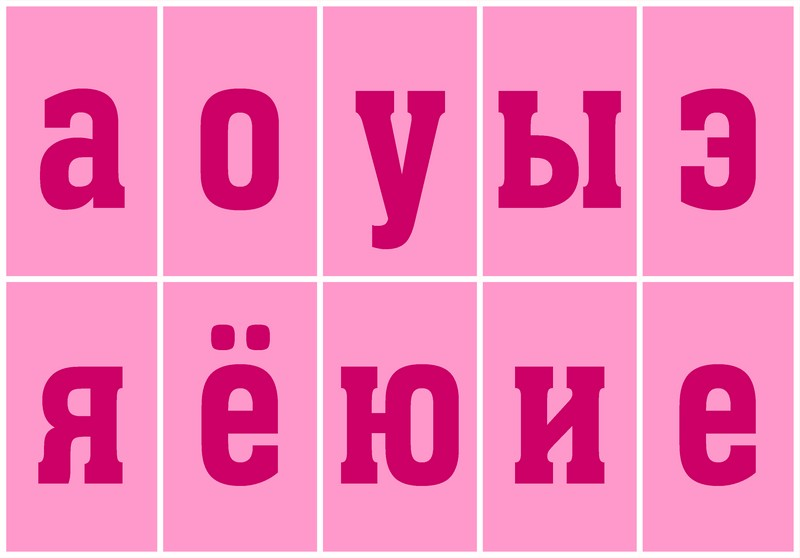 а о у ы э
я ё ю и е